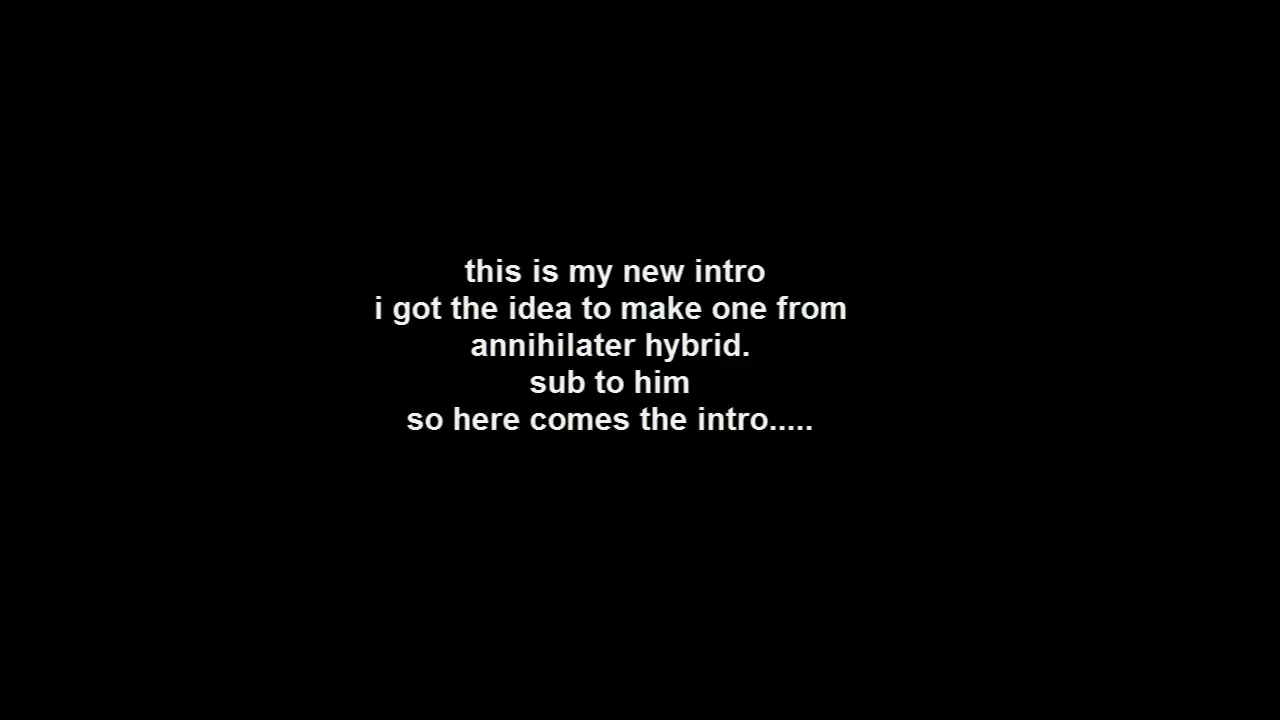 this is my new intro
i got the idea to make one from
annihilater hybrid.
sub to him
so here comes the intro.....